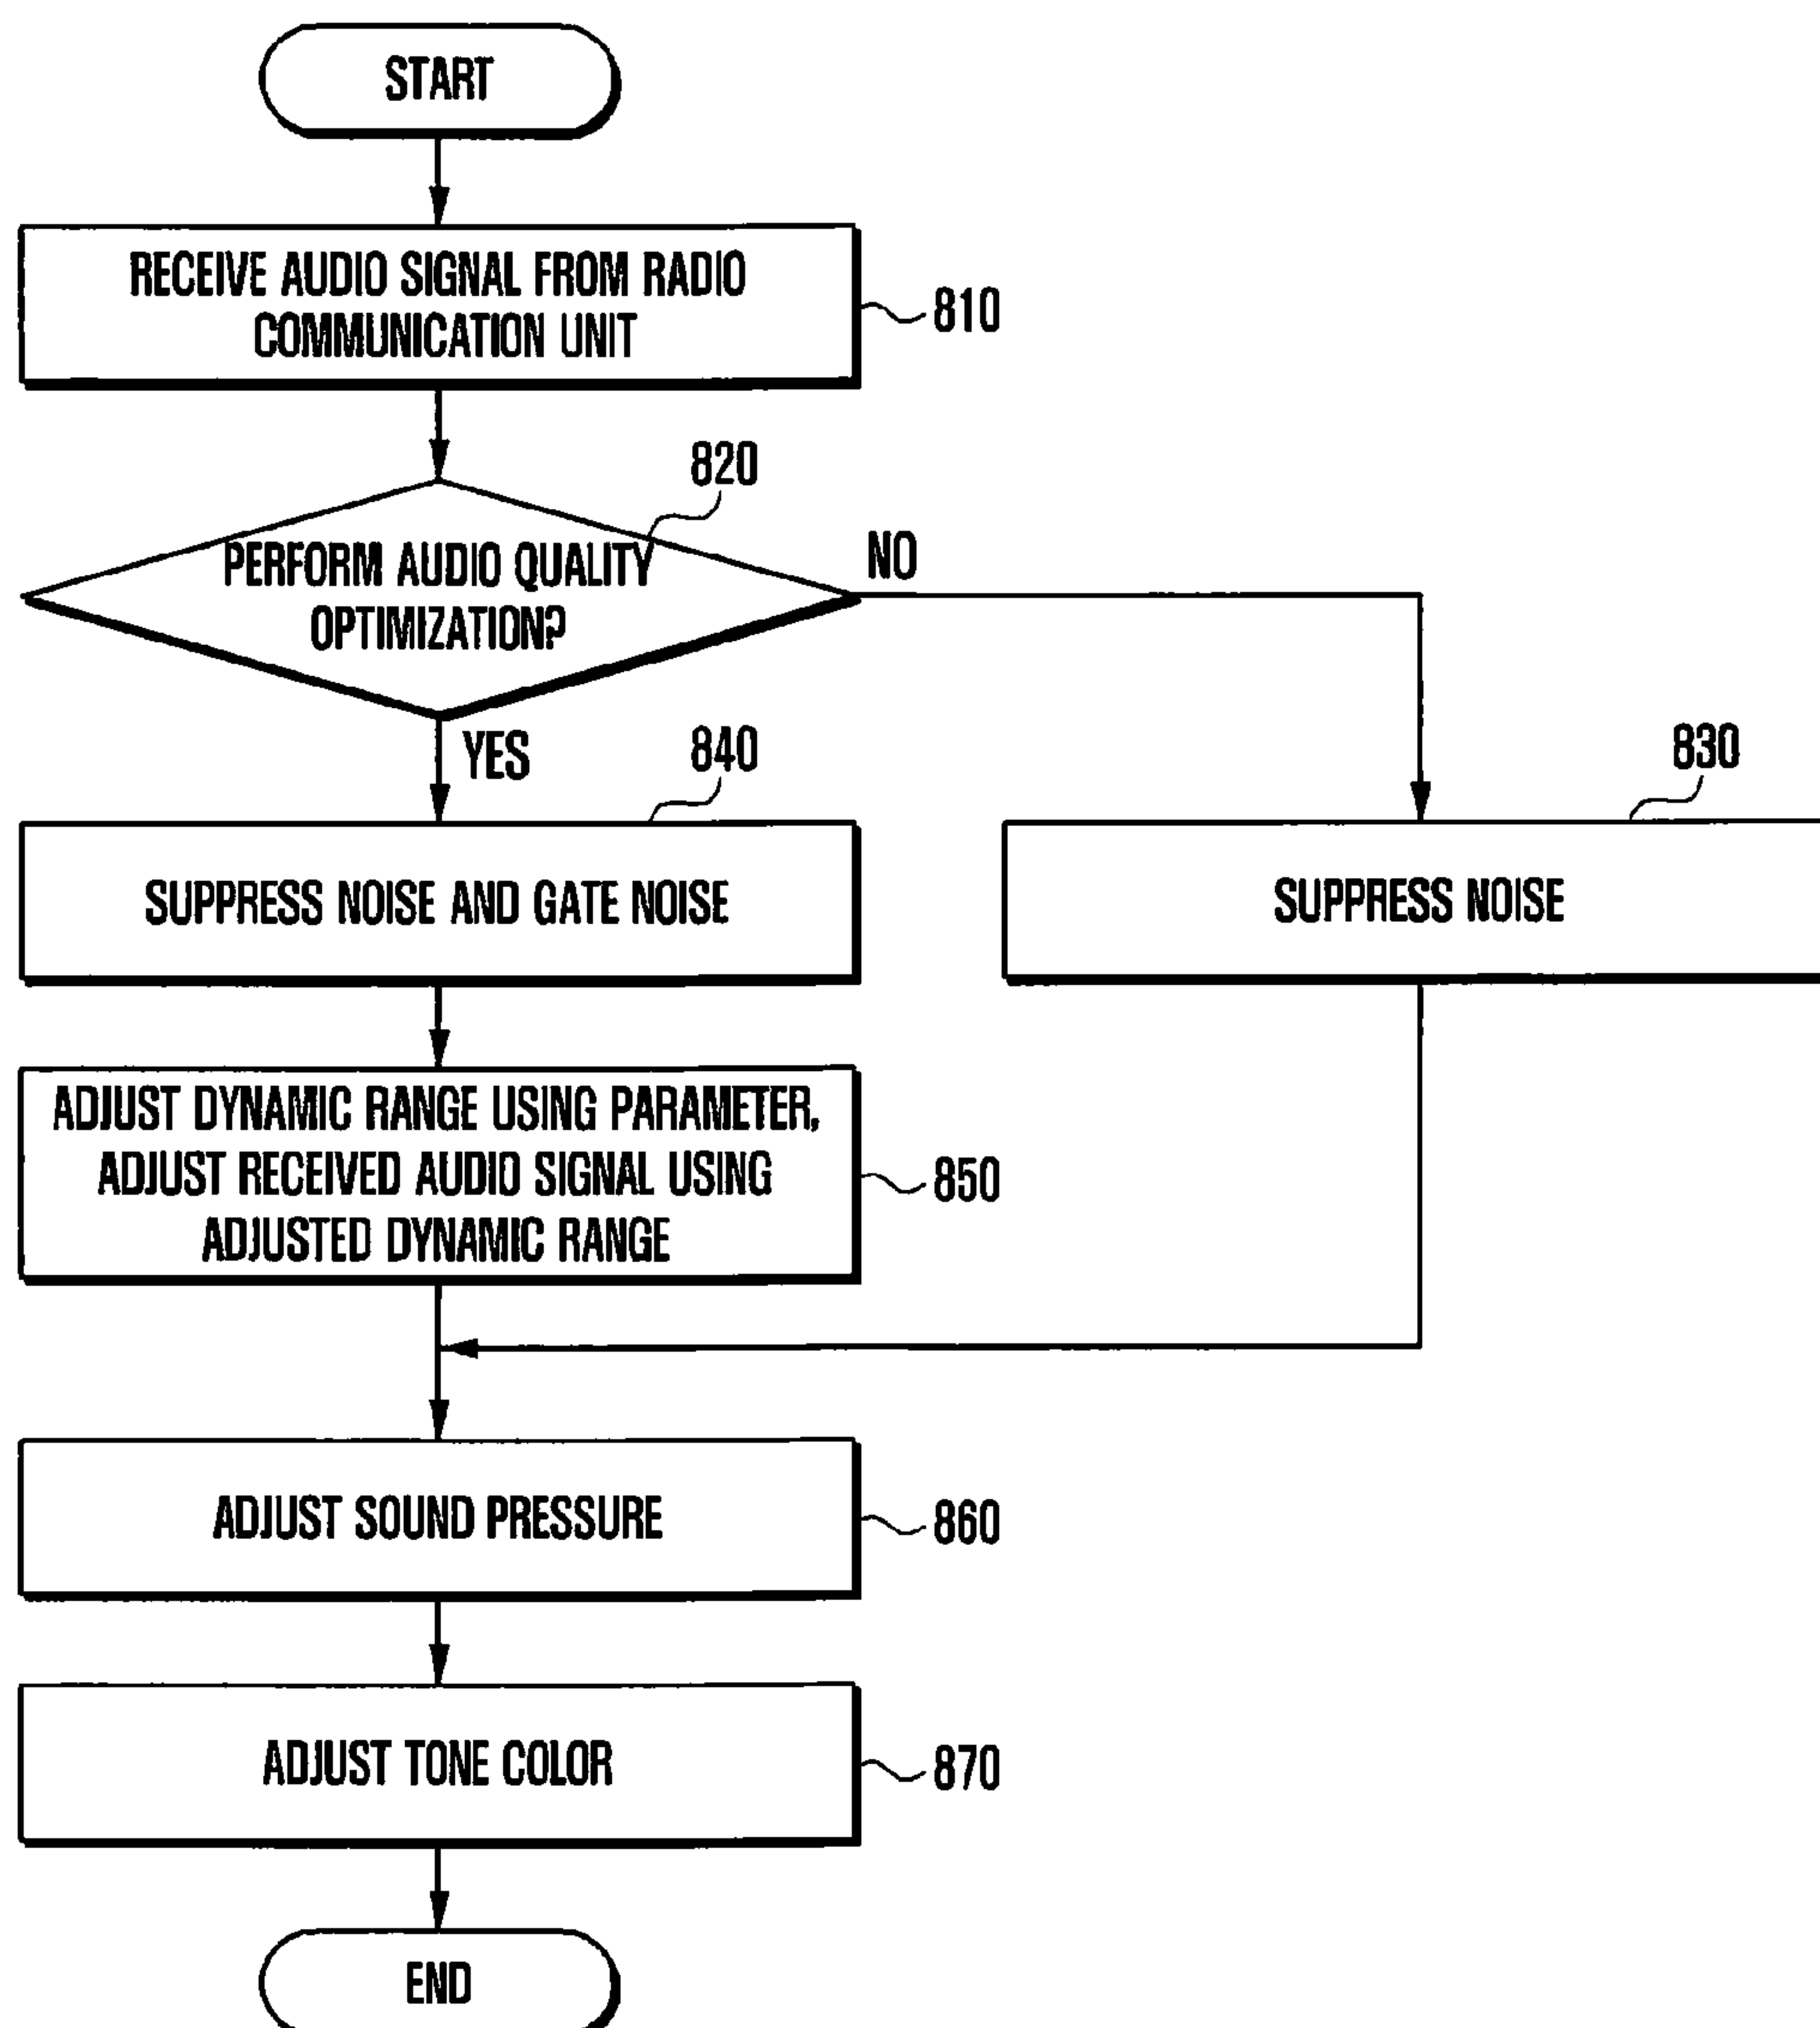 START
RECEIVE AUDIO SIGNAL FROM RADIO
COMMUNICATION UNIT
810
820
PERFORM AUDIO QUALITY
OPTIMIZATION?
NO
YES
840
830
SUPPRESS NOISE AND GATE NOISE
SUPPRESS NOISE
ADJUST DYNAMIC RANGE USING PARAMETER,
ADJUST RECEIVED AUDIO SIGNAL USING
ADJUSTED DYNAMIC RANGE
850
ADJUST SOUND PRESSURE
860
ADJUST TONE COLOR
870
END